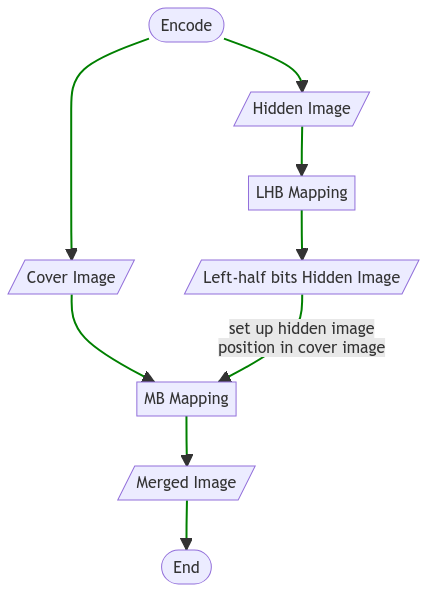 Encode
Hidden Image
LHB Mapping
Cover Image
Left-half bits Hidden Image
set up hidden image
position in cover image
MB Mapping
Merged Image
End